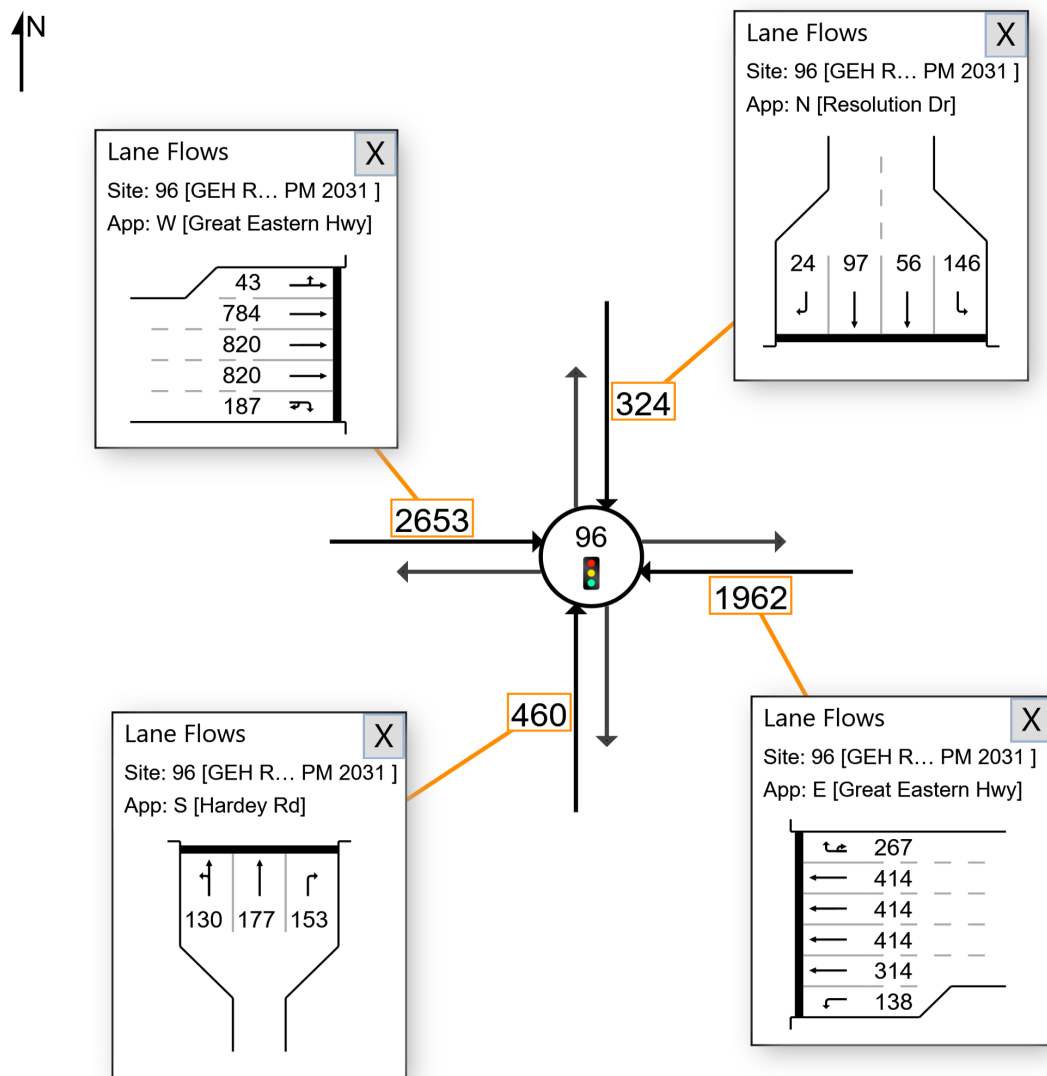 N
Lane Flows X
Site: 96 [GEH R... PM 2031 ]
App: N [Resolution Dr]
24 97 56 146
Lane Flows X
Site: 96 [GEH R... PM 2031 ]
App: W [Great Eastern Hwy]
43
784
820
820
187
324
2653
96
1962
460
Lane Flows X
Site: 96 [GEH R... PM 2031 ]
App: S [Hardey Rd]
130 177 153
Lane Flows X
Site: 96 [GEH R... PM 2031 ]
App: E [Great Eastern Hwy]
267
414
414
414
314
138